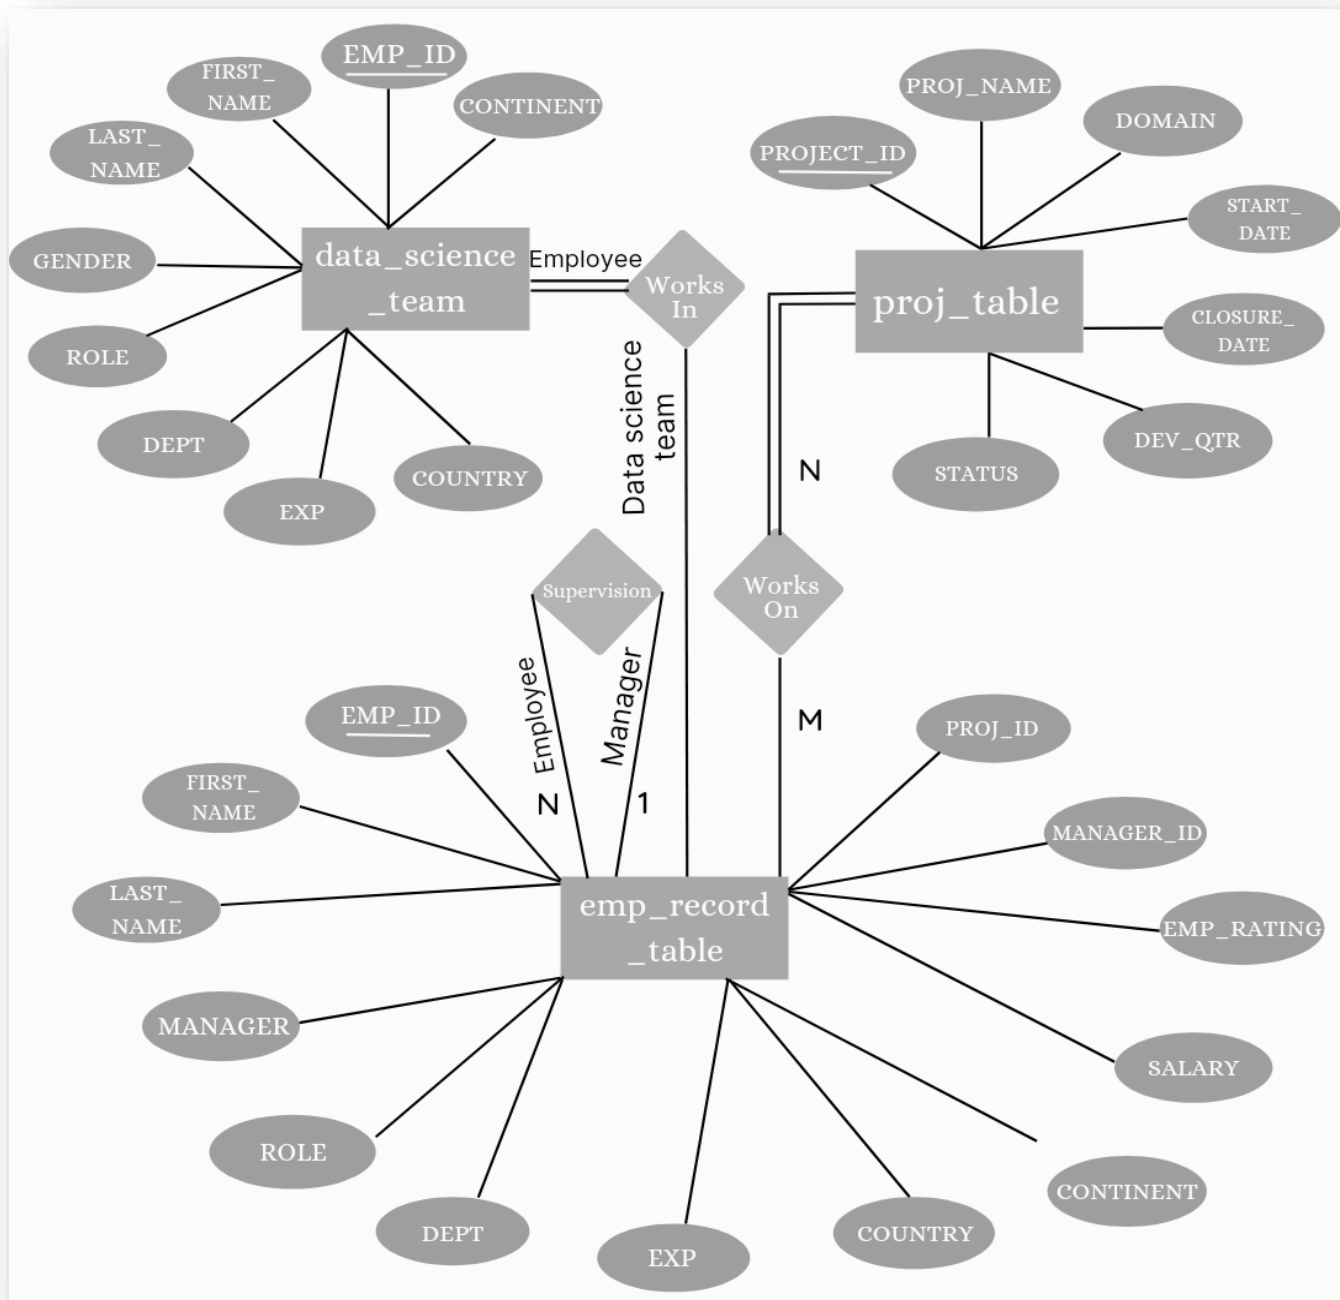 EMP_ID
FIRST_
NAME
CONTINENT
LAST_
NAME
GENDER
ROLE
DEPT
EXP
COUNTRY
data_science
_team
Employee
Works
In
Data science
team
PROJ_NAME
DOMAIN
PROJECT_ID
START_
DATE
proj_table
CLOSURE_
DATE
DEV_QTR
STATUS
N
Works
On
M
Supervision
Employee
N
Manager
1
EMP_ID
FIRST_
NAME
LAST_
NAME
MANAGER
ROLE
DEPT
EXP
COUNTRY
CONTINENT
SALARY
EMP_RATING
MANAGER_ID
PROJ_ID
emp_record
_table